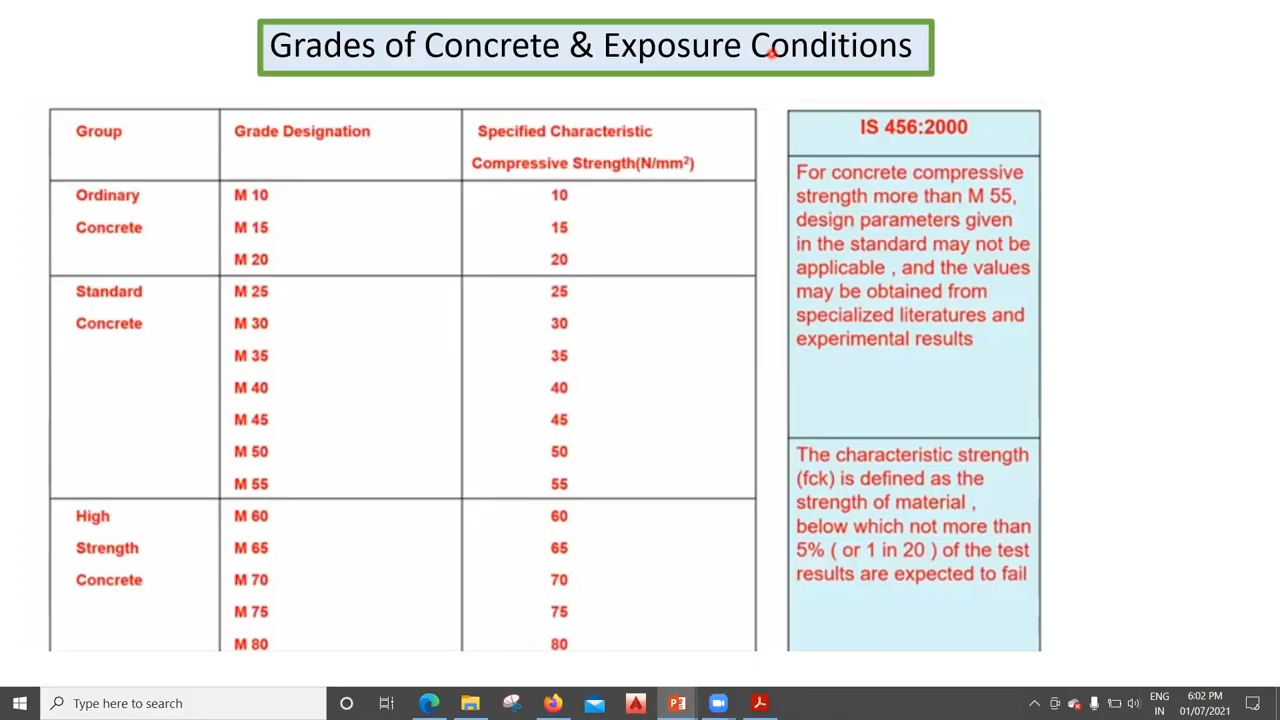 Grades of Concrete & Exposure Conditions
Group Grade Designation Specified Characteristic
Compressive Strength(N/mm²)
Ordinary M 10 10
Concrete M 15 15
M 20 20
Standard M 25 25
Concrete M 30 30
M 35 35
M 40 40
M 45 45
M 50 50
M 55 55
High M 60 60
Strength M 65 65
Concrete M 70 70
M 75 75
M 80 80
IS 456:2000
For concrete compressive
strength more than M 55,
design parameters given
in the standard may not be
applicable , and the values
may be obtained from
specialized literatures and
experimental results
The characteristic strength
(fck) is defined as the
strength of material ,
below which not more than
5% ( or 1 in 20 ) of the test
results are expected to fail
Type here to search
ENG
IN
6:02 PM
01/07/2021